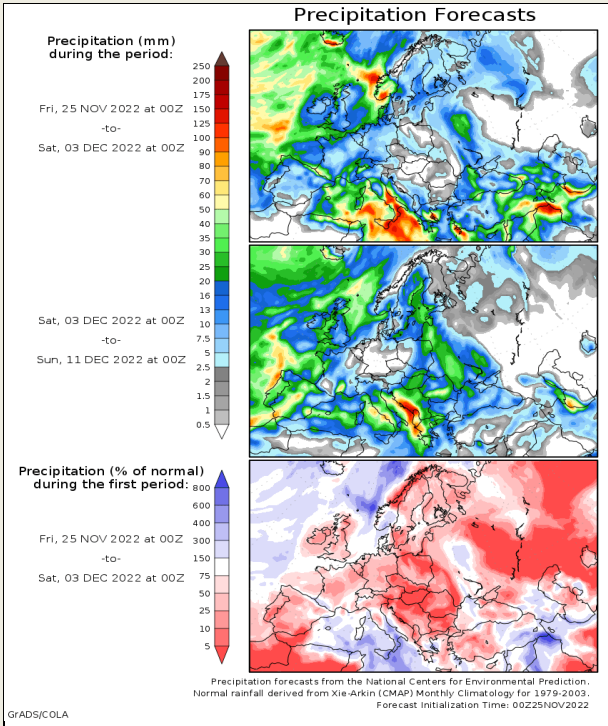 Precipitation Forecasts
Precipitation (mm)
during the period:
250
200
175
150
125
100
90
80
70
60
50
40
35
30
25
20
16
13
10
7.5
5
2.5
2
1.5
1
0.5
Fri, 25 NOV 2022 at 00Z
-to-
Sat, 03 DEC 2022 at 00Z
Sat, 03 DEC 2022 at 00Z
-to-
Sun, 11 DEC 2022 at 00Z
Precipitation (% of normal)
during the first period:
800
600
400
300
150
75
50
25
10
5
Fri, 25 NOV 2022 at 00Z
-to-
Sat, 03 DEC 2022 at 00Z
Precipitation forecasts from the National Centers for Environmental Prediction.
Normal rainfall derived from Xie-Arkin (CMAP) Monthly Climatology for 1979-2003.
Forecast Initialization Time: 00Z25NOV2022
GrADS/COLA